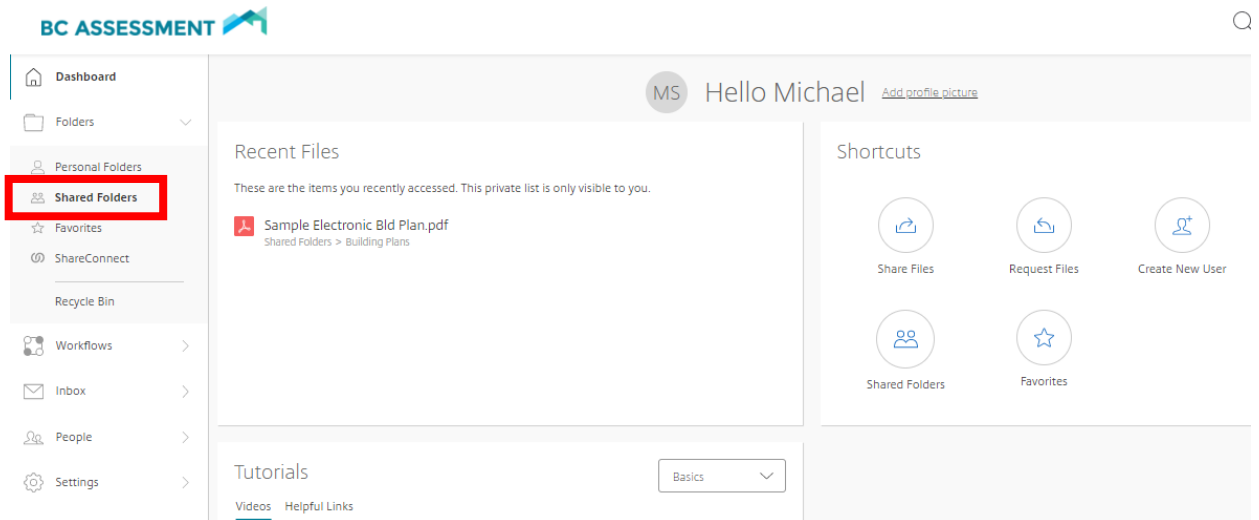 BC ASSESSMENT
Dashboard
Folders
Personal Folders
Shared Folders
Favorites
ShareConnect
Recycle Bin
Workflows
Inbox
People
Settings
MS Hello Michael Add profile picture
Recent Files
These are the items you recently accessed. This private list is only visible to you.
Sample Electronic Bld Plan.pdf
Shared Folders > Building Plans
Shortcuts
Share Files Request Files Create New User
Shared Folders Favorites
Tutorials Basics
Videos Helpful Links